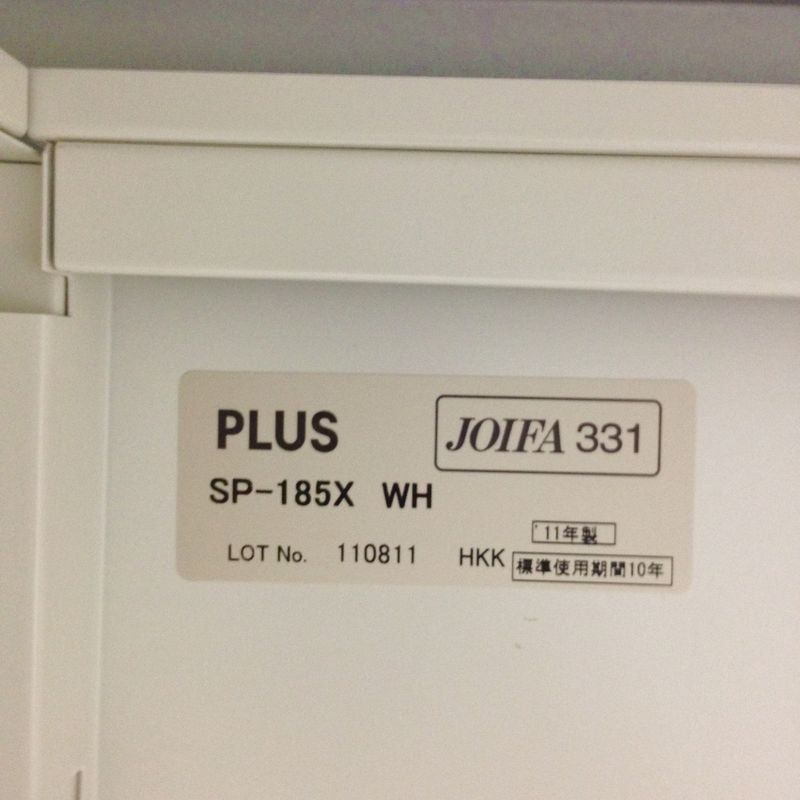 PLUS
JOIFA 331
SP-185X WH
'11年製
LOT No. 110811 HKK
標準使用期間10年